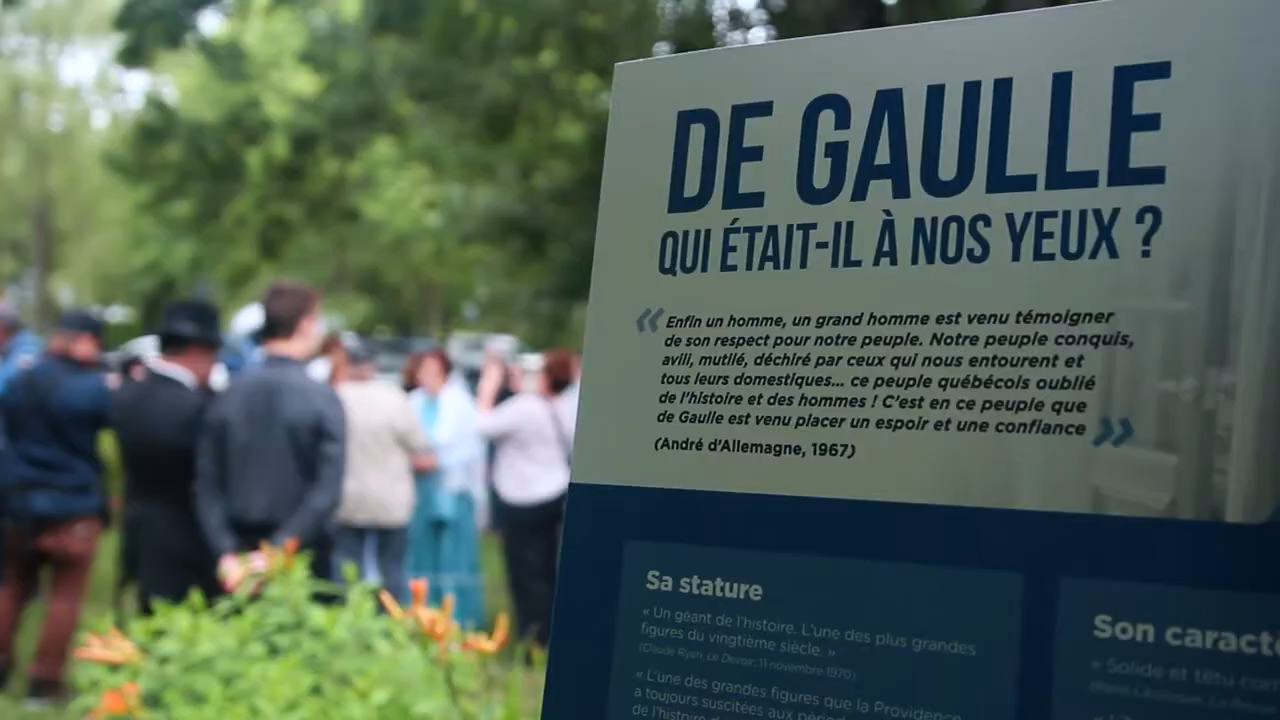 DE GAULLE
QUI ÉTAIT-IL À NOS YEUX ?
« Enfin un homme, un grand homme est venu témoigner
de son respect pour notre peuple. Notre peuple conquis,
avili, mutilé, déchiré par ceux qui nous entourent et
tous leurs domestiques... ce peuple québécois oublié
de l'histoire et des hommes ! C'est en ce peuple que
de Gaulle est venu placer un espoir et une confiance »
(André d'Allemagne, 1967)
Sa stature
« Un géant de l'histoire. L'une des plus grandes
figures du vingtième siècle. »
(Claude Ryan, Le Devoir, 11 novembre 1970)
« L'une des grandes figures que la Providence
a toujours suscitées aux
de l'histoire
Son caract
« Solide et têtu